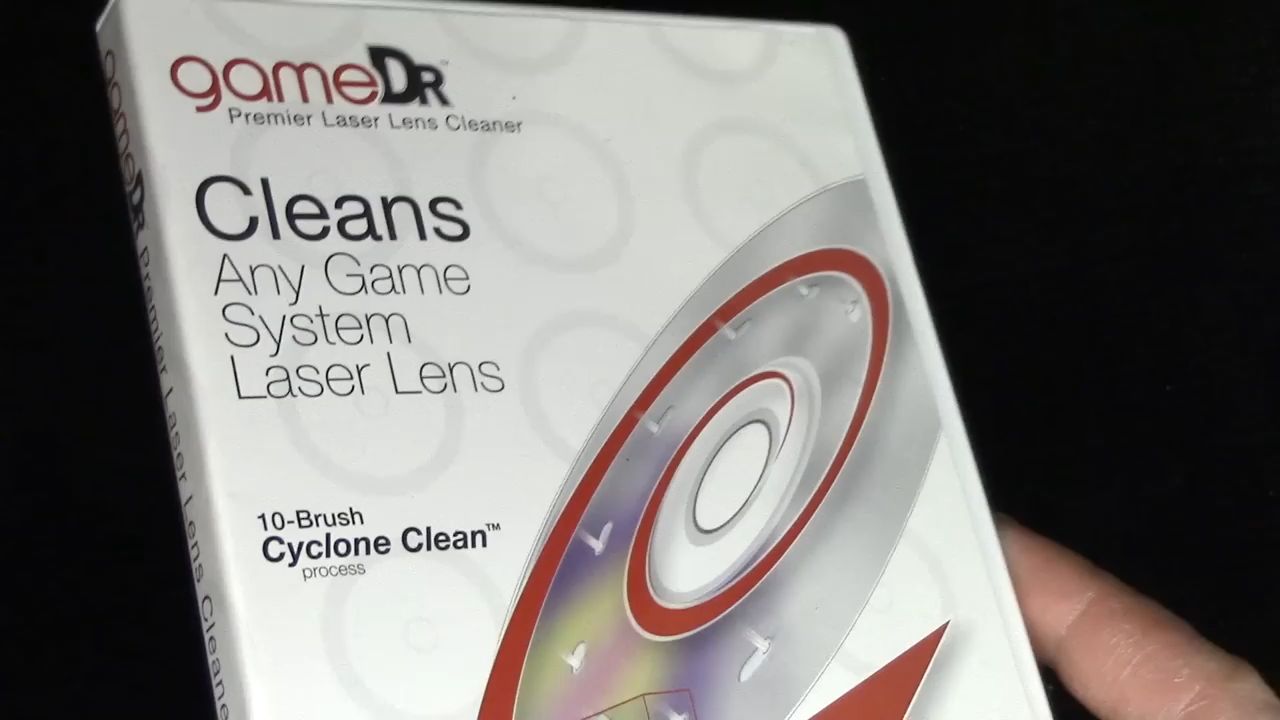 gameDR™
Premier Laser Lens Cleaner
Cleans
Any Game
System
Laser Lens
10-Brush
Cyclone Clean™
process
gameDR Premier Laser Lens Cleane